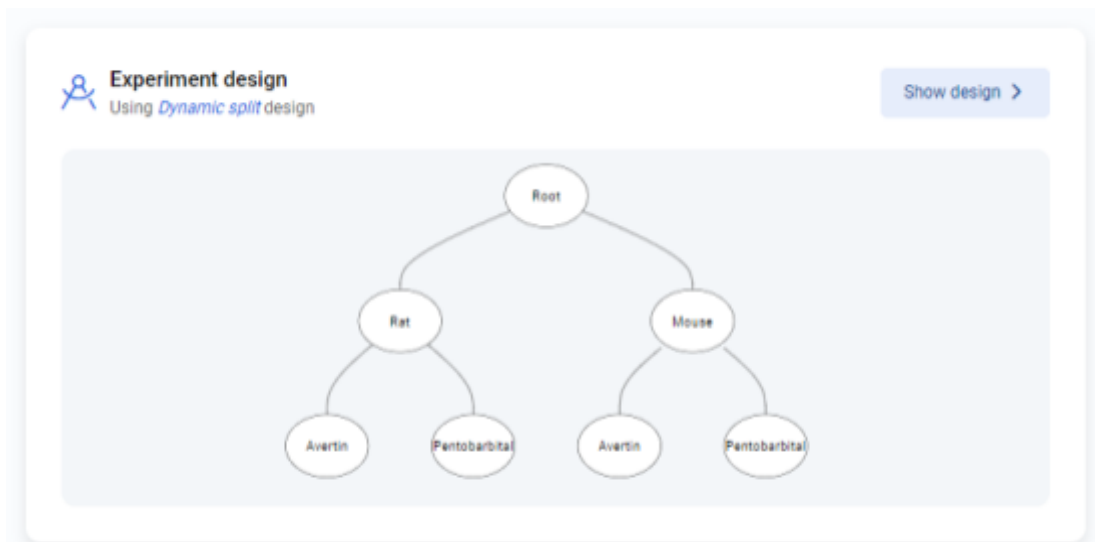 Experiment design
Using Dynamic split design
Show design
Root
Rat
Mouse
Avertin
Pentobarbital
Avertin
Pentobarbital